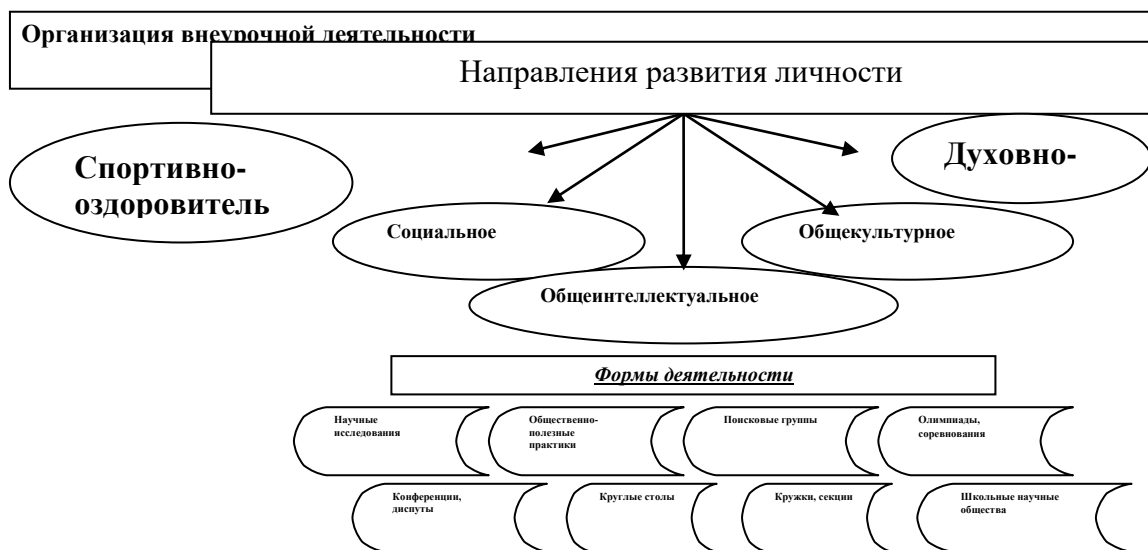 Организация внеурочной деятельности
Направления развития личности
Спортивно-
оздоровитель
Духовно-
Социальное
Общекультурное
Общеинтеллектуальное
Формы деятельности
Научные
исследования
Общественно-
полезные
практики
Поисковые группы
Олимпиады,
соревнования
Конференции,
диспуты
Круглые столы
Кружки, секции
Школьные научные
общества